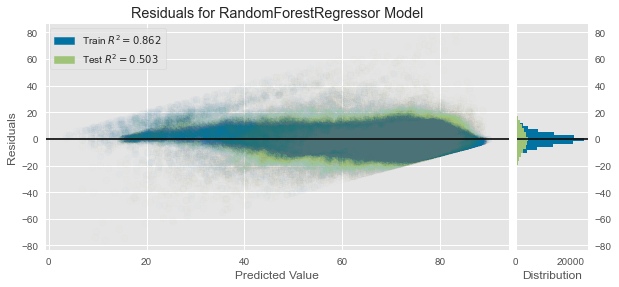 Residuals for RandomForestRegressor Model
Train R² = 0.862
Test R² = 0.503
80
60
40
20
0
−20
−40
−60
−80
Residuals
0 20 40 60 80
Predicted Value
80
60
40
20
0
−20
−40
−60
−80
0 20000
Distribution